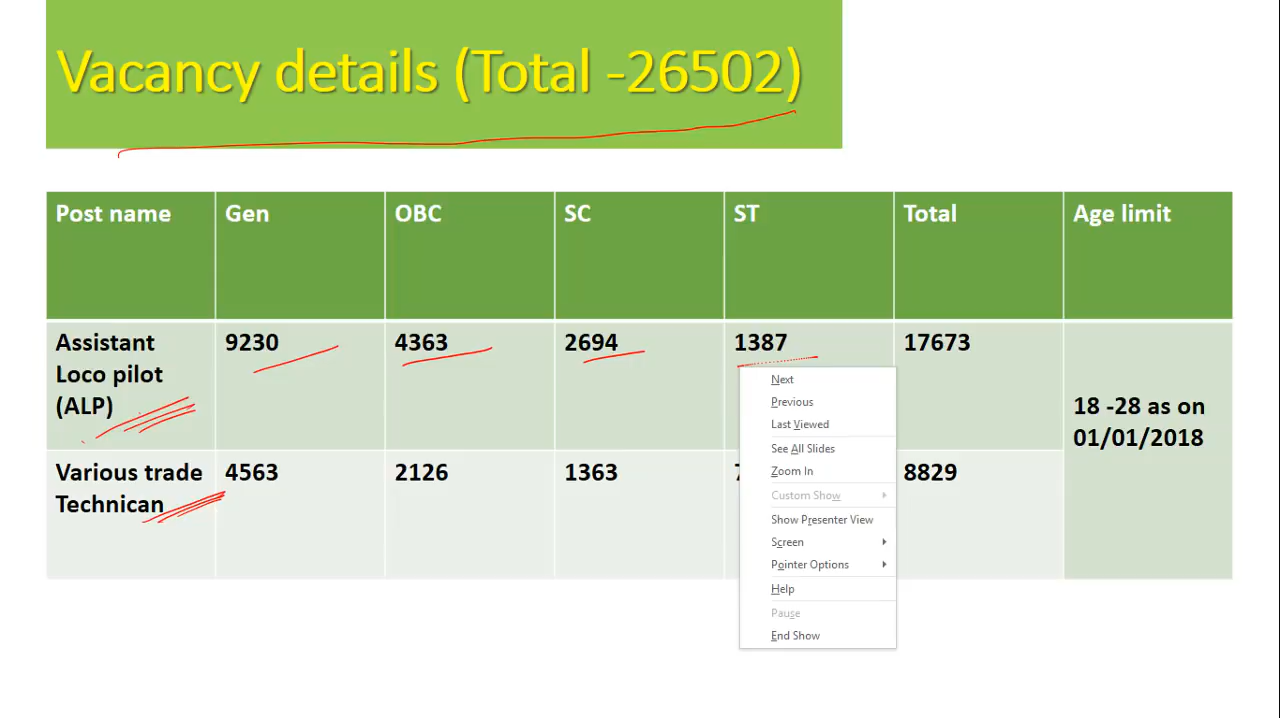 Vacancy details (Total -26502)
Post name Gen OBC SC ST Total Age limit
Assistant 9230 4363 2694 1387 17673
Loco pilot
(ALP)
18 -28 as on
01/01/2018
Various trade 4563 2126 1363 8829
Technican
Next
Previous
Last Viewed
See All Slides
Zoom In
Custom Show
Show Presenter View
Screen
Pointer Options
Help
Pause
End Show